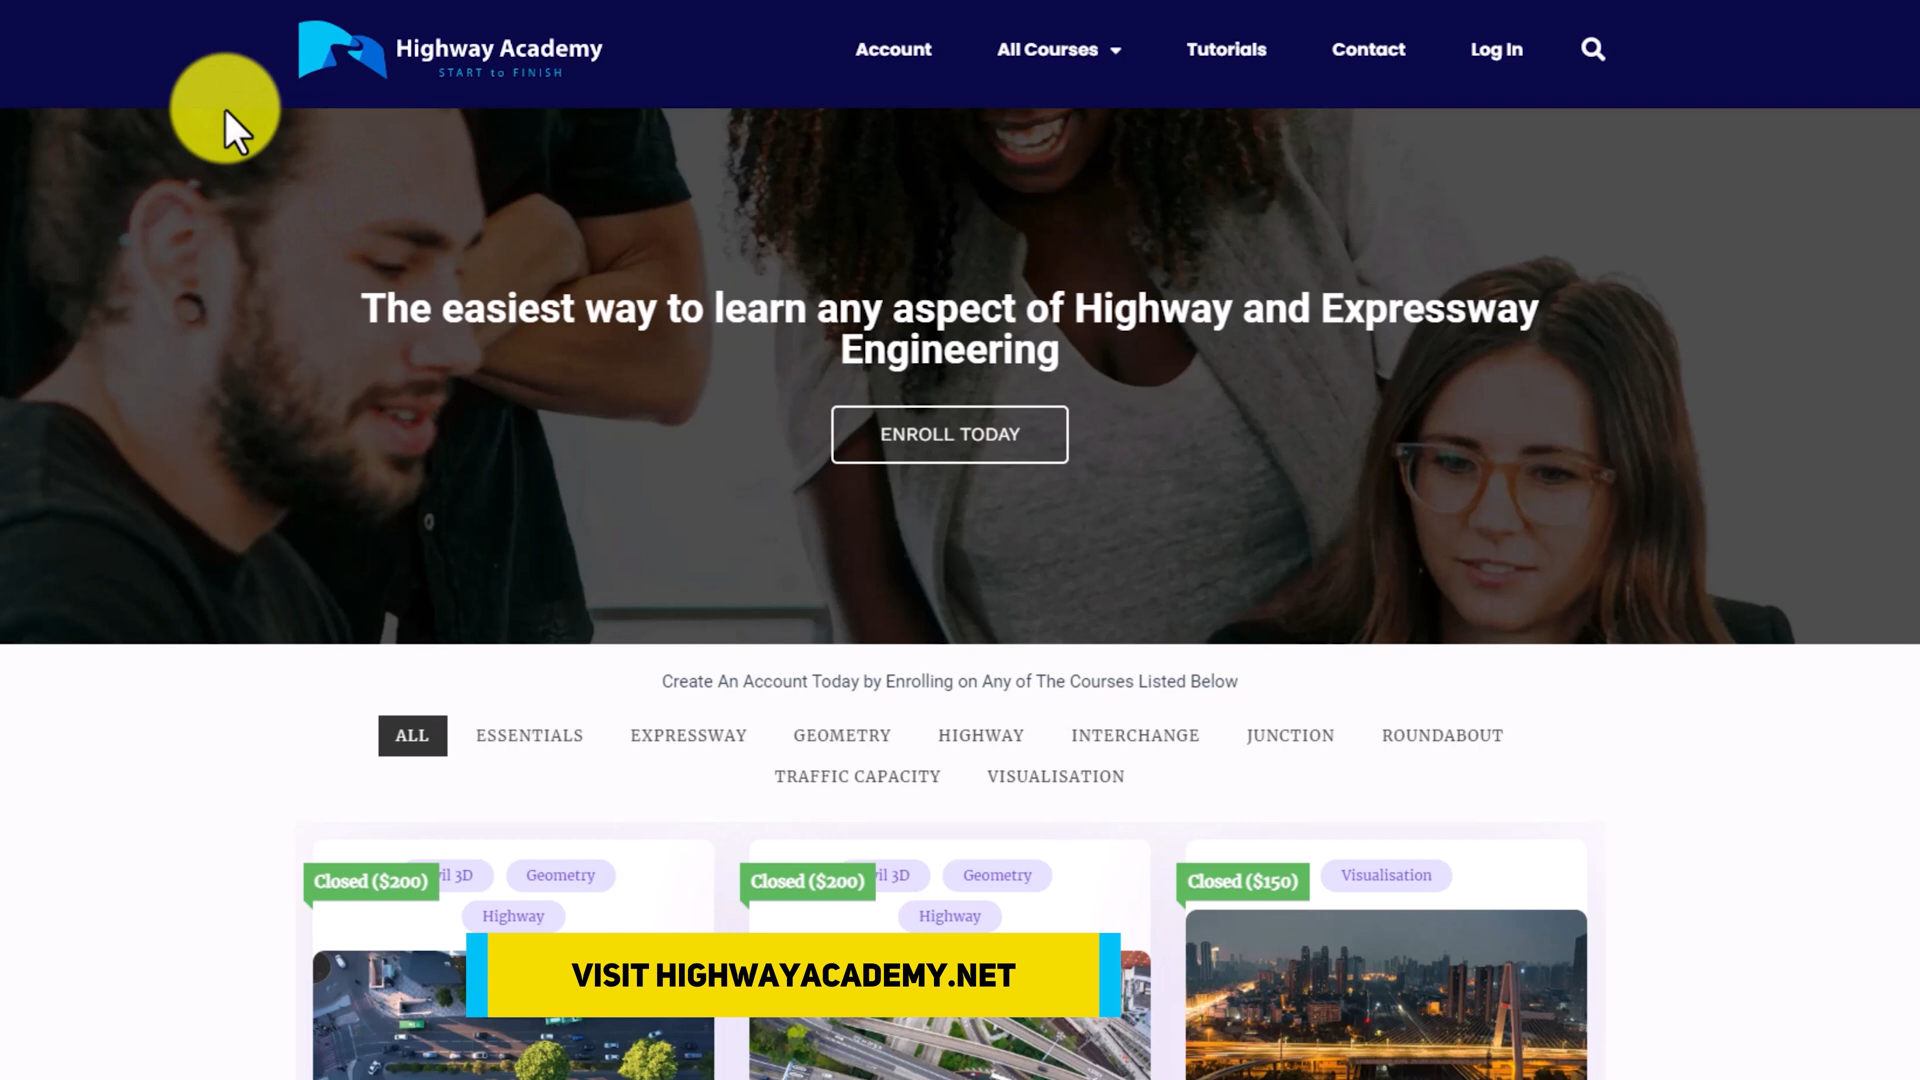 Highway Academy
START to FINISH
Account
All Courses
Tutorials
Contact
Log In
The easiest way to learn any aspect of Highway and Expressway
Engineering
ENROLL TODAY
Create An Account Today by Enrolling on Any of The Courses Listed Below
ALL ESSENTIALS EXPRESSWAY GEOMETRY HIGHWAY INTERCHANGE JUNCTION ROUNDABOUT
TRAFFIC CAPACITY VISUALISATION
Closed ($200)
3D
Geometry
Highway
Closed ($200)
3D
Geometry
Highway
Closed ($150)
Visualisation
VISIT HIGHWAYACADEMY.NET